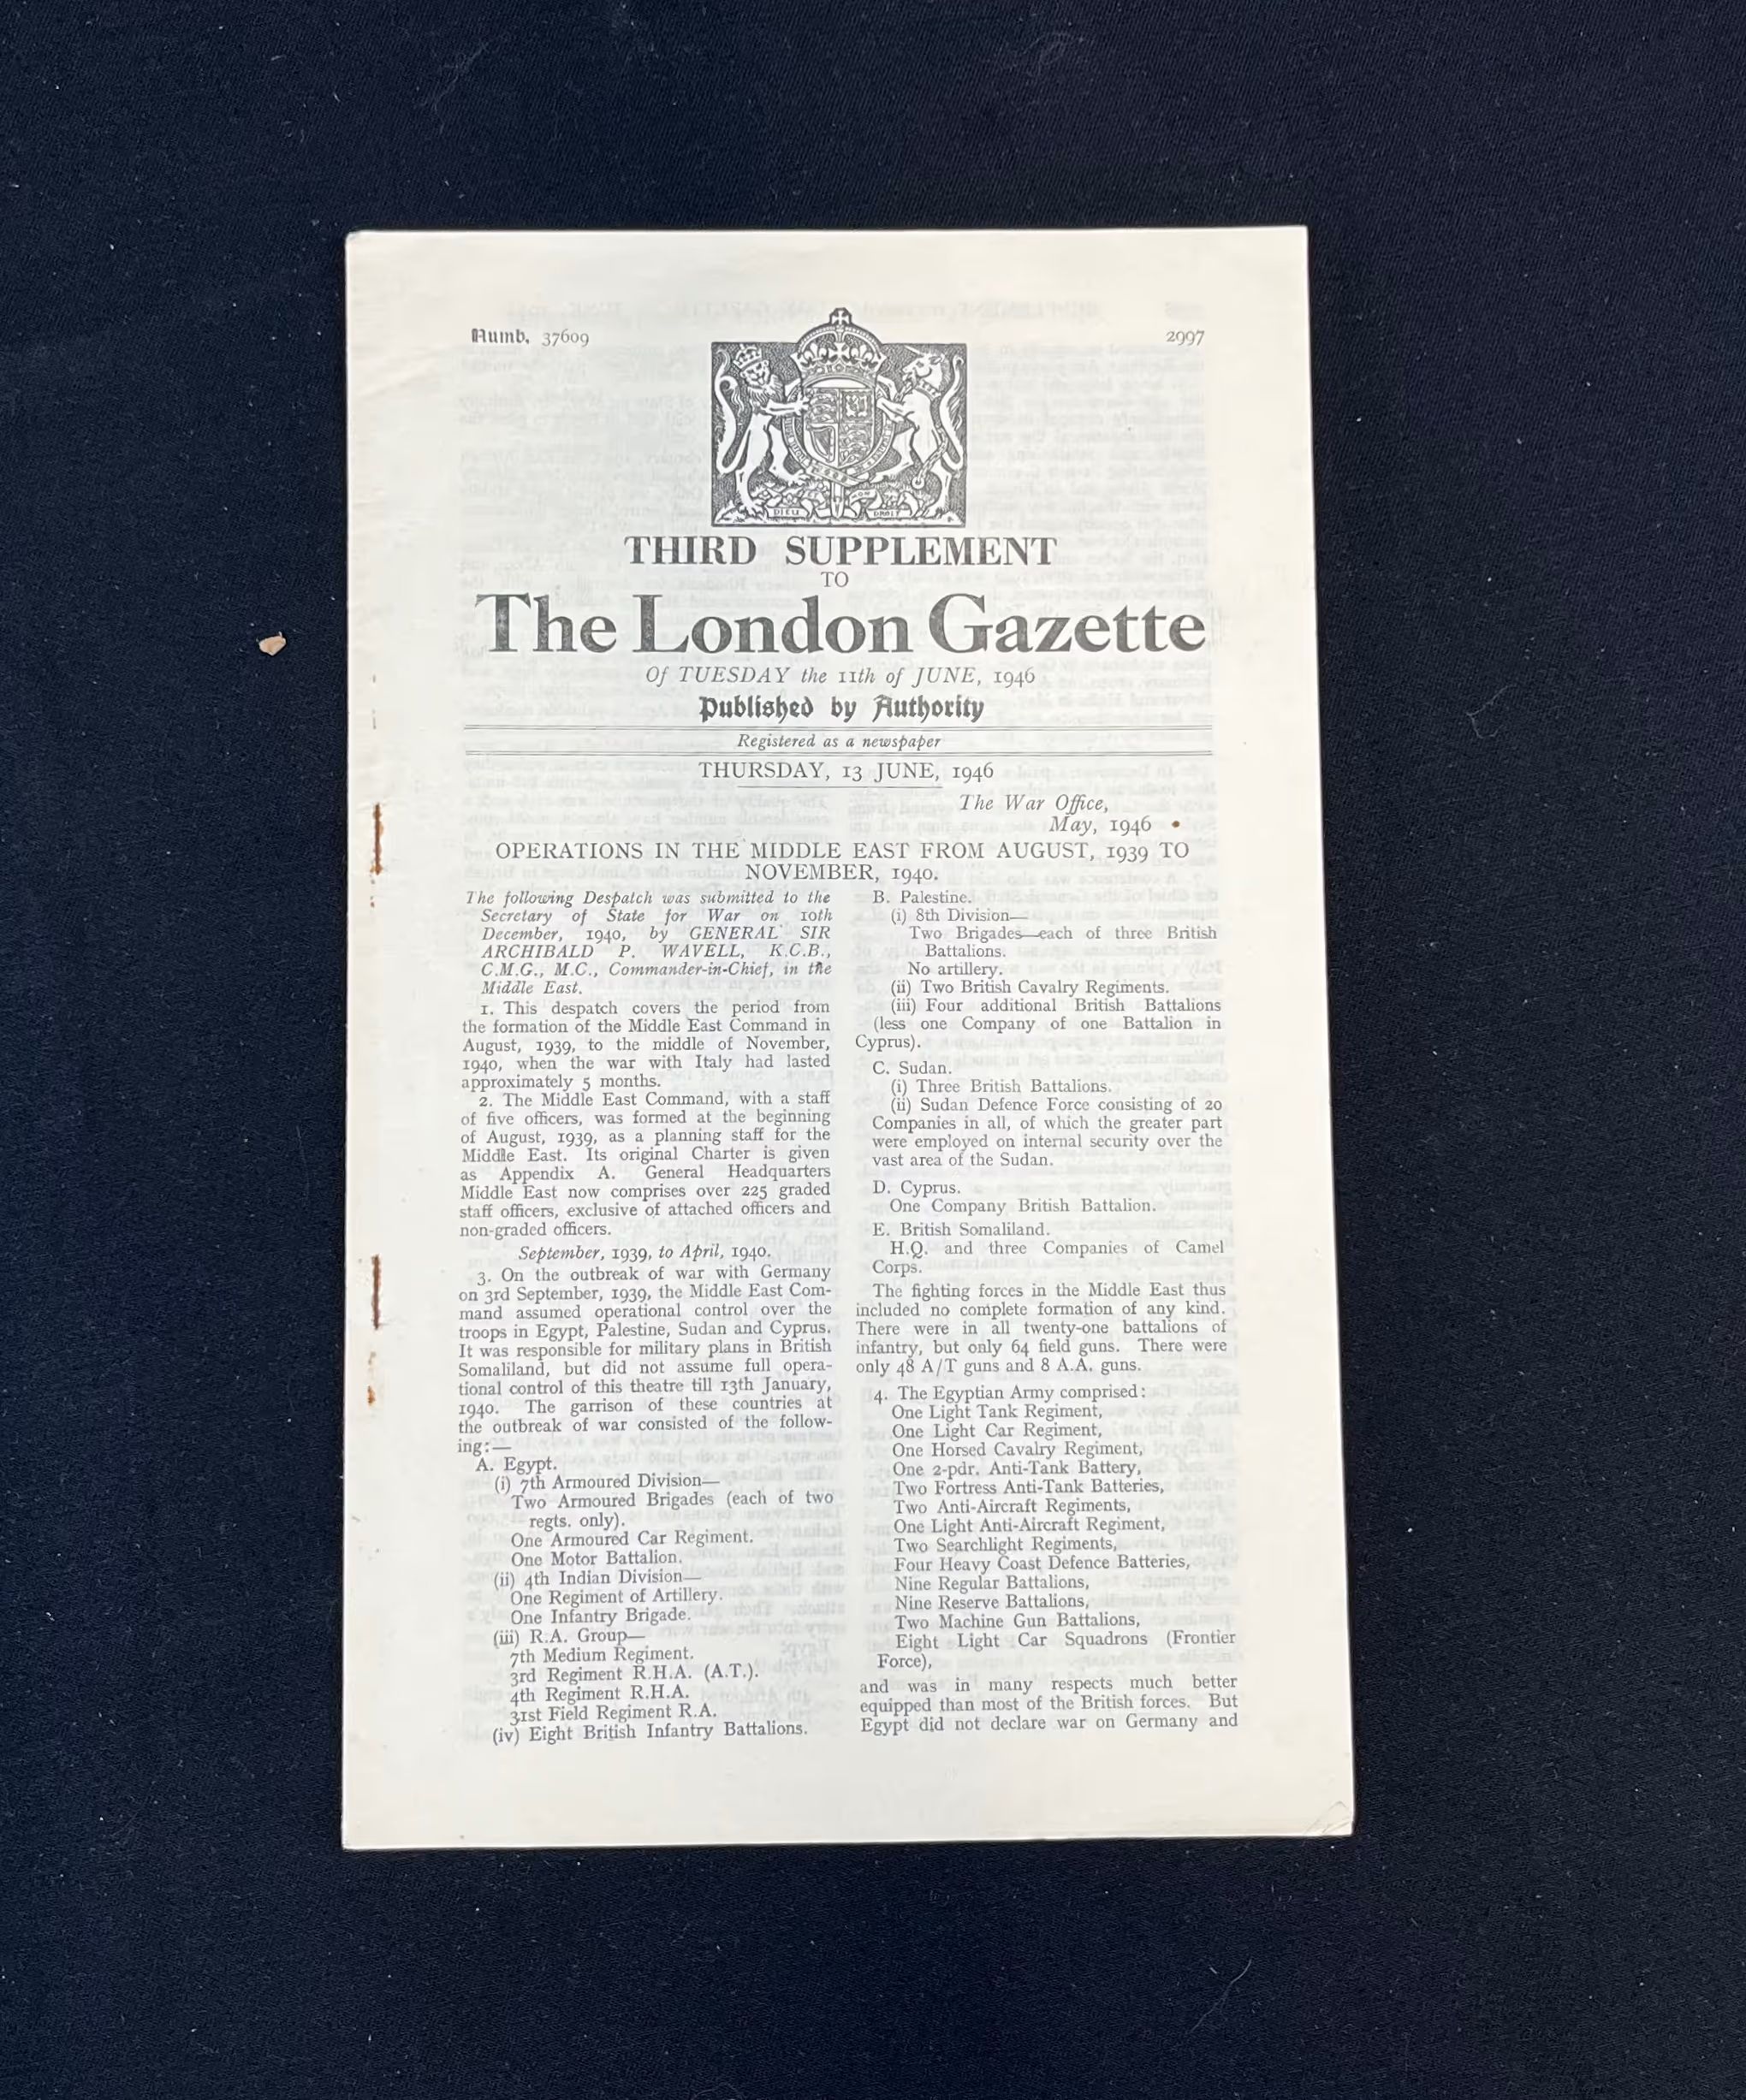 Numb. 37609
2997
DIEU
DROIT
THIRD SUPPLEMENT
TO
The London Gazette
Of TUESDAY the 11th of JUNE, 1946
Published by Authority
Registered as a newspaper
THURSDAY, 13 JUNE, 1946
The War Office,
May, 1946
OPERATIONS IN THE MIDDLE EAST FROM AUGUST, 1939 TO
NOVEMBER, 1940.
The following Despatch was submitted to the
Secretary of State for War on 10th
December, 1940, by GENERAL SIR
ARCHIBALD P. WAVELL, K.C.B.,
C.M.G., M.C., Commander-in-Chief, in the
Middle East.
1. This despatch covers the period from
the formation of the Middle East Command in
August, 1939, to the middle of November,
1940, when the war with Italy had lasted
approximately 5 months.
2. The Middle East Command, with a staff
of five officers, was formed at the beginning
of August, 1939, as a planning staff for the
Middle East. Its original Charter is given
as Appendix A. General Headquarters
Middle East now comprises over 225 graded
staff officers, exclusive of attached officers and
non-graded officers.
September, 1939, to April, 1940.
3. On the outbreak of war with Germany
on 3rd September, 1939, the Middle East Com-
mand assumed operational control over the
troops in Egypt, Palestine, Sudan and Cyprus.
It was responsible for military plans in British
Somaliland, but did not assume full opera-
tional control of this theatre till 13th January,
1940. The garrison of these countries at
the outbreak of war consisted of the follow-
ing:—
A. Egypt.
(i) 7th Armoured Division—
Two Armoured Brigades (each of two
regts. only).
One Armoured Car Regiment.
One Motor Battalion.
(ii) 4th Indian Division—
One Regiment of Artillery.
One Infantry Brigade.
(iii) R.A. Group—
7th Medium Regiment.
3rd Regiment R.H.A. (A.T.).
4th Regiment R.H.A.
31st Field Regiment R.A.
(iv) Eight British Infantry Battalions.
B. Palestine.
(i) 8th Division—
Two Brigades—each of three British
Battalions.
No artillery.
(ii) Two British Cavalry Regiments.
(iii) Four additional British Battalions
(less one Company of one Battalion in
Cyprus).
C. Sudan.
(i) Three British Battalions.
(ii) Sudan Defence Force consisting of 20
Companies in all, of which the greater part
were employed on internal security over the
vast area of the Sudan.
D. Cyprus.
One Company British Battalion.
E. British Somaliland.
H.Q. and three Companies of Camel
Corps.
The fighting forces in the Middle East thus
included no complete formation of any kind.
There were in all twenty-one battalions of
infantry, but only 64 field guns. There were
only 48 A/T guns and 8 A.A. guns.
4. The Egyptian Army comprised:
One Light Tank Regiment,
One Light Car Regiment,
One Horsed Cavalry Regiment,
One 2-pdr. Anti-Tank Battery,
Two Fortress Anti-Tank Batteries,
Two Anti-Aircraft Regiments,
One Light Anti-Aircraft Regiment,
Two Searchlight Regiments,
Four Heavy Coast Defence Batteries,
Nine Regular Battalions,
Nine Reserve Battalions,
Two Machine Gun Battalions,
Eight Light Car Squadrons (Frontier
Force),
and was in many respects much better
equipped than most of the British forces. But
Egypt did not declare war on Germany and